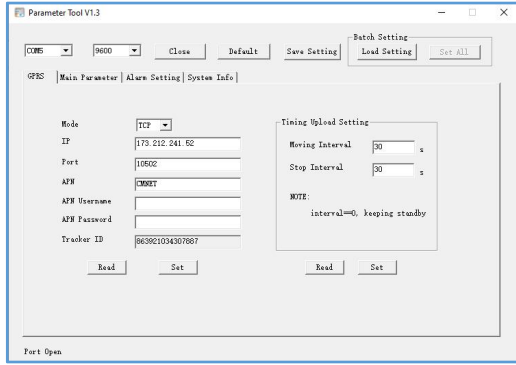 Parameter Tool V1.3
Batch Setting
COM5 9600 Close Default Save Setting Load Setting Set All
GPRS Main Parameter Alarm Setting System Info
Mode TCP
IP 173.212.241.52
Port 10502
APN CMNET
APN Username
APN Password
Tracker ID 863921034307887
Read Set
Timing Upload Setting
Moving Interval 30 s
Stop Interval 30 s
NOTE:
interval==0, keeping standby
Read Set
Port Open